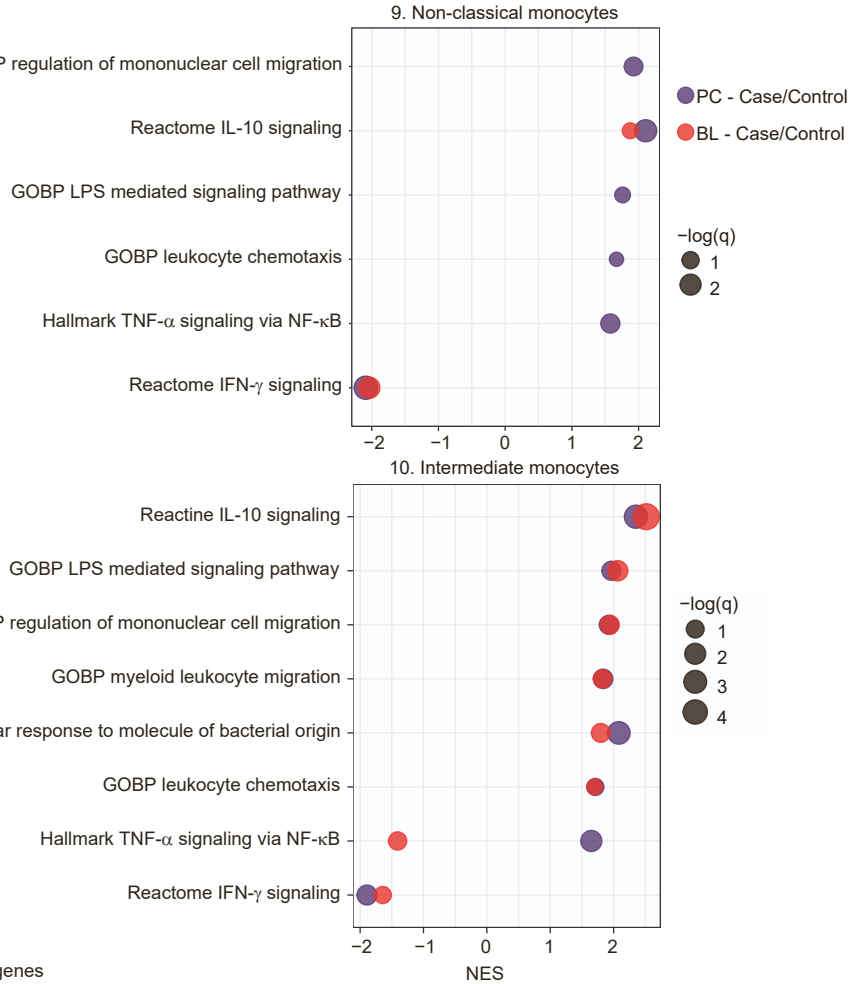 9. Non-classical monocytes
P regulation of mononuclear cell migration
Reactome IL-10 signaling
GOBP LPS mediated signaling pathway
GOBP leukocyte chemotaxis
Hallmark TNF-α signaling via NF-κB
Reactome IFN-γ signaling
−2 −1 0 1 2
PC - Case/Control
BL - Case/Control
−log(q)
1
2
10. Intermediate monocytes
Reactine IL-10 signaling
GOBP LPS mediated signaling pathway
P regulation of mononuclear cell migration
GOBP myeloid leukocyte migration
ar response to molecule of bacterial origin
GOBP leukocyte chemotaxis
Hallmark TNF-α signaling via NF-κB
Reactome IFN-γ signaling
−2 −1 0 1 2
NES
−log(q)
1
2
3
4
genes